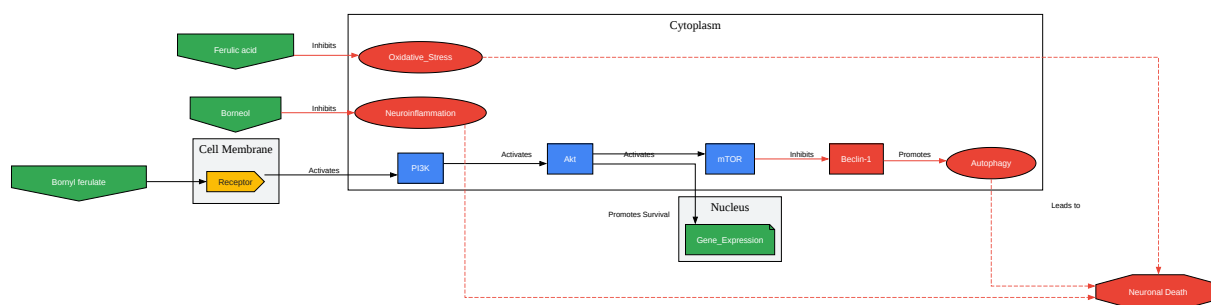 Cytoplasm
Ferulic acid
Inhibits
Oxidative_Stress
Borneol
Inhibits
Neuroinflammation
Cell Membrane
Bornyl ferulate
Receptor
Activates
PI3K
Activates
Akt
Activates
mTOR
Inhibits
Beclin-1
Promotes
Autophagy
Leads to
Promotes Survival
Nucleus
Gene_Expression
Neuronal Death